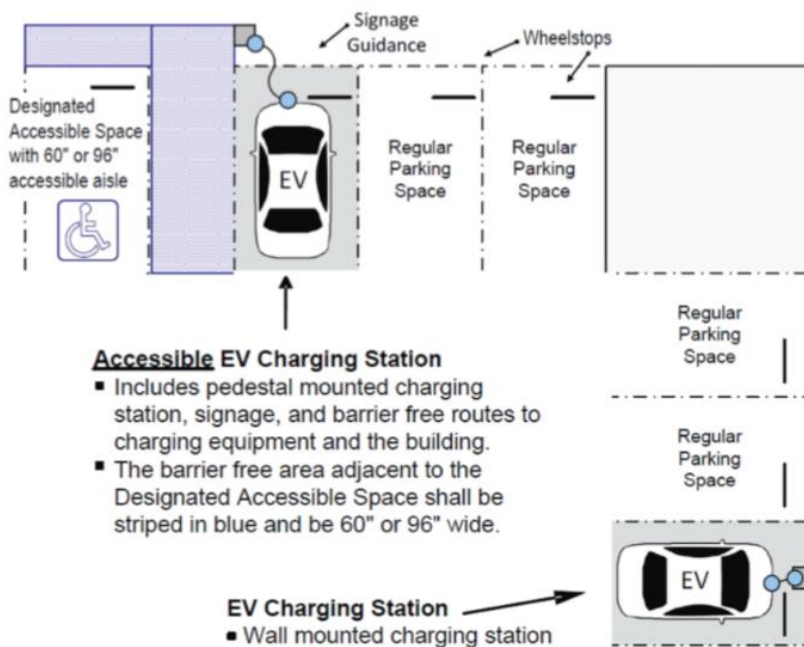 Signage
Guidance
Wheelstops
Designated
Accessible Space
with 60" or 96"
accessible aisle
EV
Regular
Parking
Space
Regular
Parking
Space
Regular
Parking
Space
Accessible EV Charging Station
▪ Includes pedestal mounted charging
station, signage, and barrier free routes to
charging equipment and the building.
▪ The barrier free area adjacent to the
Designated Accessible Space shall be
striped in blue and be 60" or 96" wide.
Regular
Parking
Space
EV
EV Charging Station
▪ Wall mounted charging station